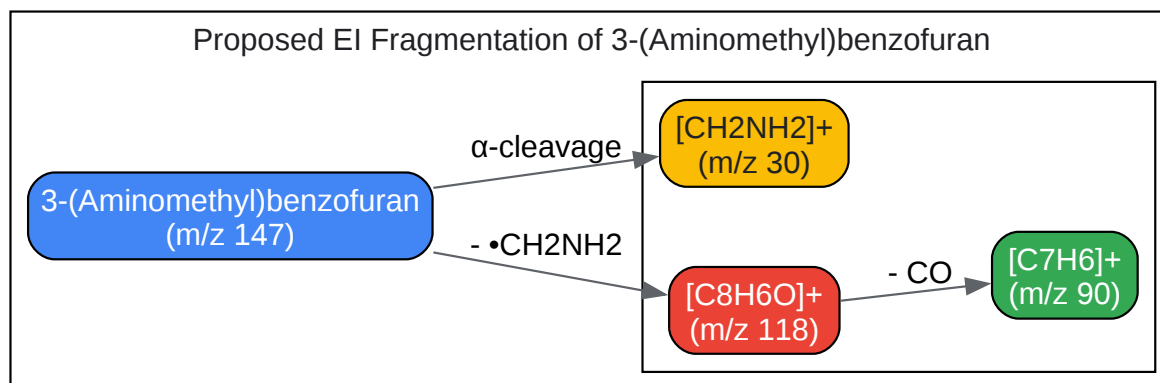 Proposed EI Fragmentation of 3-(Aminomethyl)benzofuran
3-(Aminomethyl)benzofuran
(m/z 147)
α-cleavage
[CH2NH2]+
(m/z 30)
- •CH2NH2
[C8H6O]+
(m/z 118)
- CO
[C7H6]+
(m/z 90)